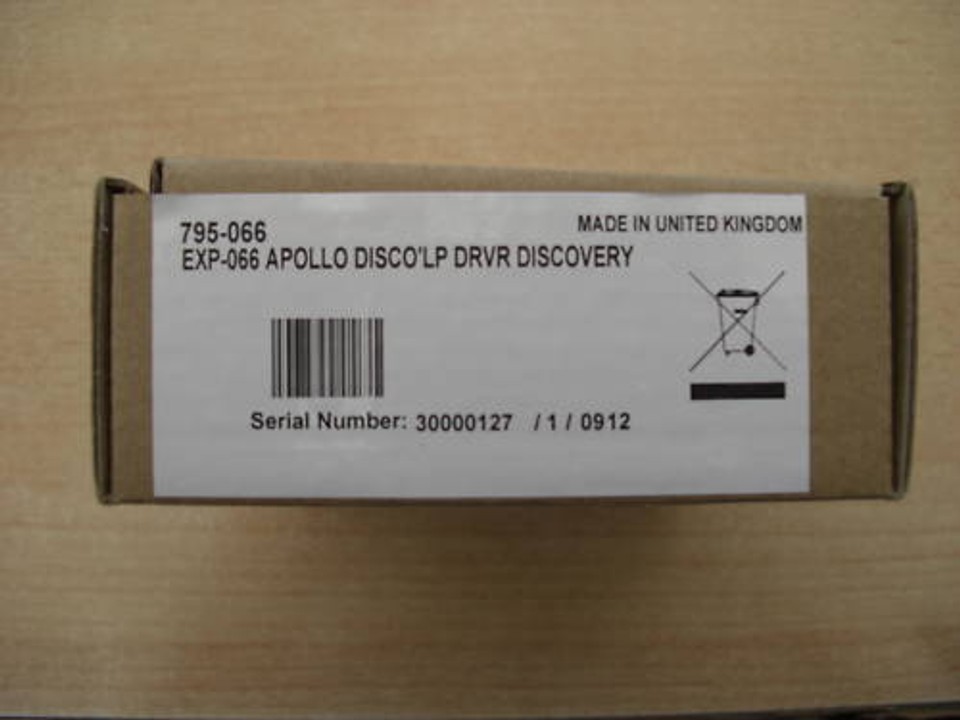 795-066
MADE IN UNITED KINGDOM
EXP-066 APOLLO DISCO'LP DRVR DISCOVERY
Serial Number: 30000127 / 1 / 0912